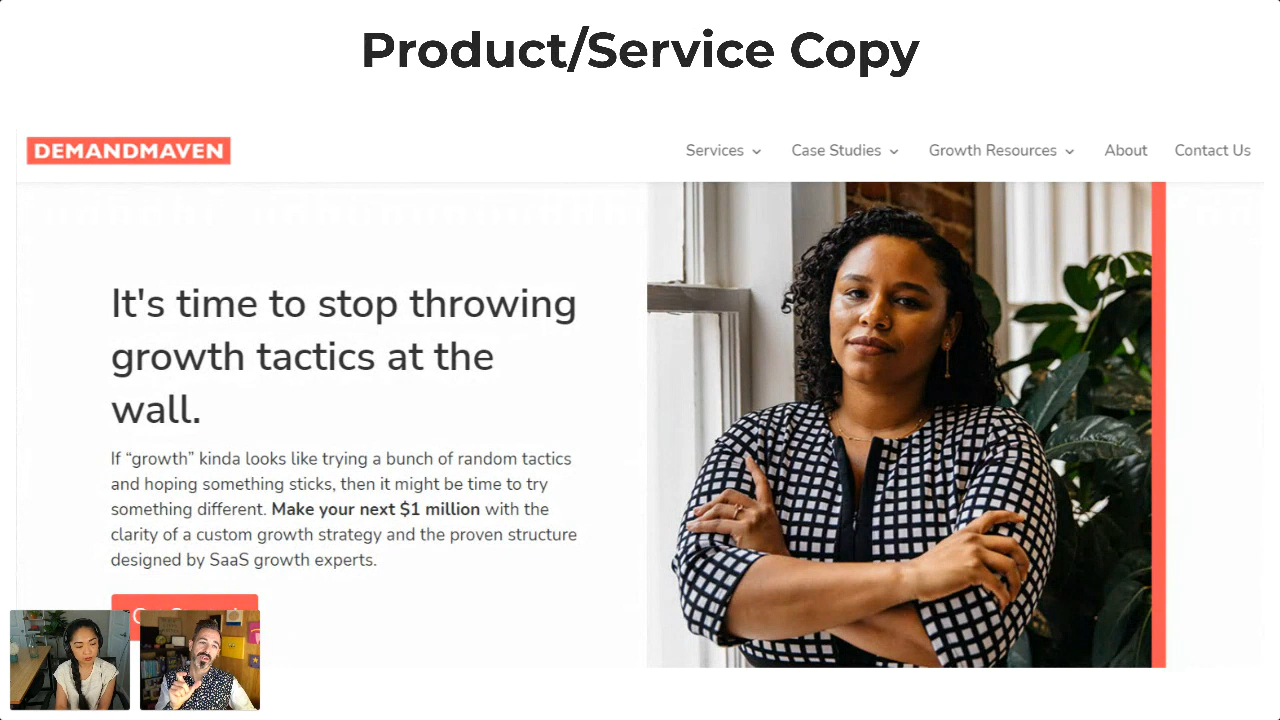 Product/Service Copy
DEMANDMAVEN
Services
Case Studies
Growth Resources
About
Contact Us
It's time to stop throwing
growth tactics at the
wall.
If “growth” kinda looks like trying a bunch of random tactics
and hoping something sticks, then it might be time to try
something different. Make your next $1 million with the
clarity of a custom growth strategy and the proven structure
designed by SaaS growth experts.